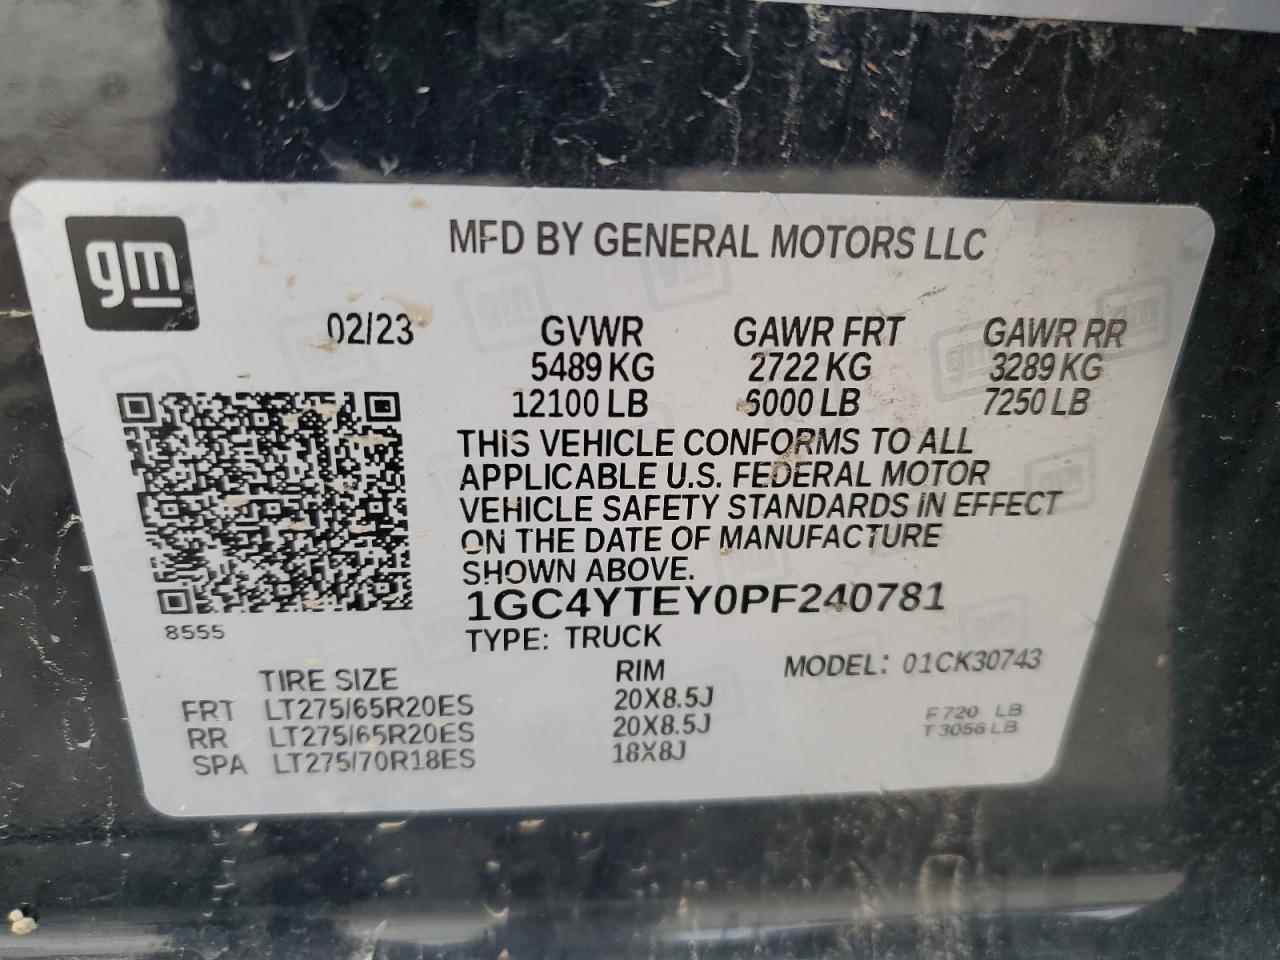 gm
MFD BY GENERAL MOTORS LLC
02/23 GVWR GAWR FRT GAWR RR
5489 KG 2722 KG 3289 KG
12100 LB 6000 LB 7250 LB
THIS VEHICLE CONFORMS TO ALL
APPLICABLE U.S. FEDERAL MOTOR
VEHICLE SAFETY STANDARDS IN EFFECT
ON THE DATE OF MANUFACTURE
SHOWN ABOVE.
1GC4YTEY0PF240781
8555 TYPE: TRUCK
TIRE SIZE RIM MODEL: 01CK30743
FRT LT275/65R20ES 20X8.5J
RR LT275/65R20ES 20X8.5J
SPA LT275/70R18ES 18X8J
F 720 LB
T 3056 LB